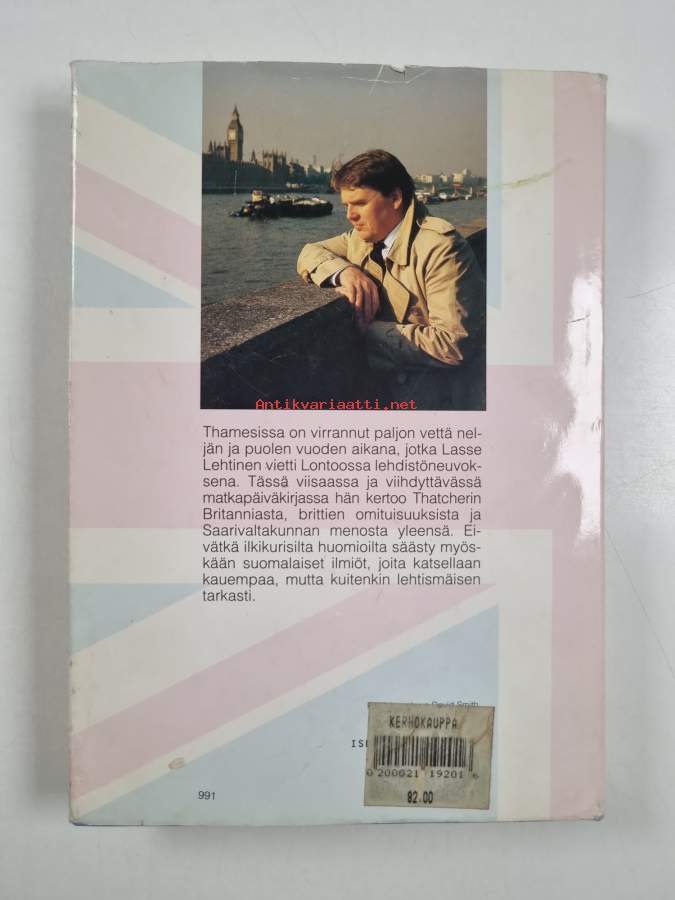 Antikvariaatti.net
Thamesissa on virrannut paljon vettä nel-
jän ja puolen vuoden aikana, jotka Lasse
Lehtinen vietti Lontoossa lehdistöneuvok-
sena. Tässä viisaassa ja viihdyttävässä
matkapäiväkirjassa hän kertoo Thatcherin
Britanniasta, brittien omituisuuksista ja
Saarivaltakunnan menosta yleensä. Ei-
vätkä ilkikurisilta huomioilta säästy myös-
kään suomalaiset ilmiöt, joita katsellaan
kauempaa, mutta kuitenkin lehtismäisen
tarkasti.
David Smith
KERHOKAUPPA
0 200021 19201 6
82.00
991